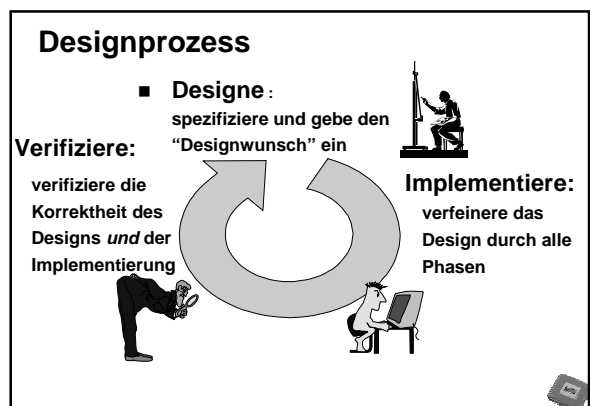 Designprozess
■ Designe :
spezifiziere und gebe den
“Designwunsch” ein
Verifiziere:
verifiziere die
Korrektheit des
Designs und der
Implementierung
Implementiere:
verfeinere das
Design durch alle
Phasen